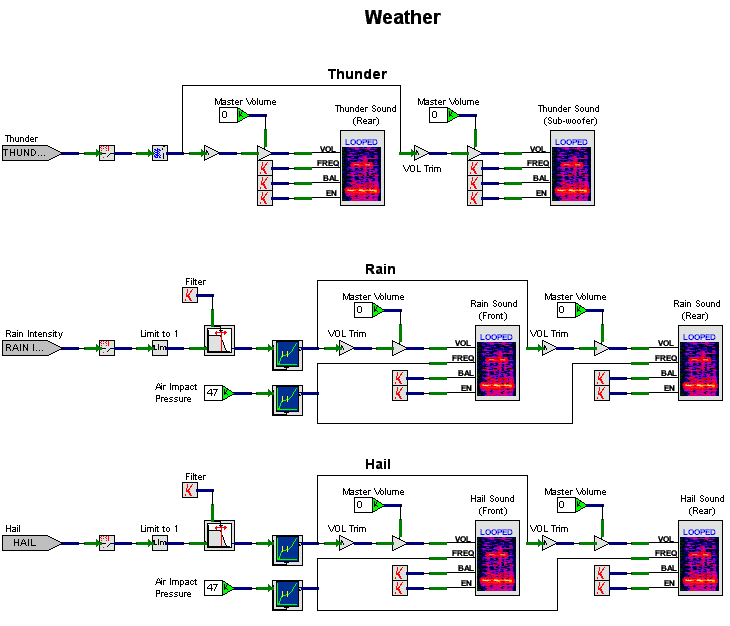 Weather
Thunder
Master Volume
0
Thunder Sound
(Rear)
Master Volume
0
Thunder Sound
(Sub-woofer)
Thunder
THUND...
LOOPED
VOL
FREQ
BAL
EN
VOL Trim
LOOPED
VOL
FREQ
BAL
EN
Rain
Filter
Master Volume
0
Rain Sound
(Front)
Master Volume
0
Rain Sound
(Rear)
Rain Intensity
RAIN I...
Limit to 1
Lim
VOL Trim
LOOPED
VOL
FREQ
BAL
EN
VOL Trim
LOOPED
VOL
FREQ
BAL
EN
Air Impact
Pressure
47
Hail
Filter
Master Volume
0
Hail Sound
(Front)
Master Volume
0
Hail Sound
(Rear)
Hail
HAIL
Limit to 1
Lim
VOL Trim
LOOPED
VOL
FREQ
BAL
EN
VOL Trim
LOOPED
VOL
FREQ
BAL
EN
Air Impact
Pressure
47